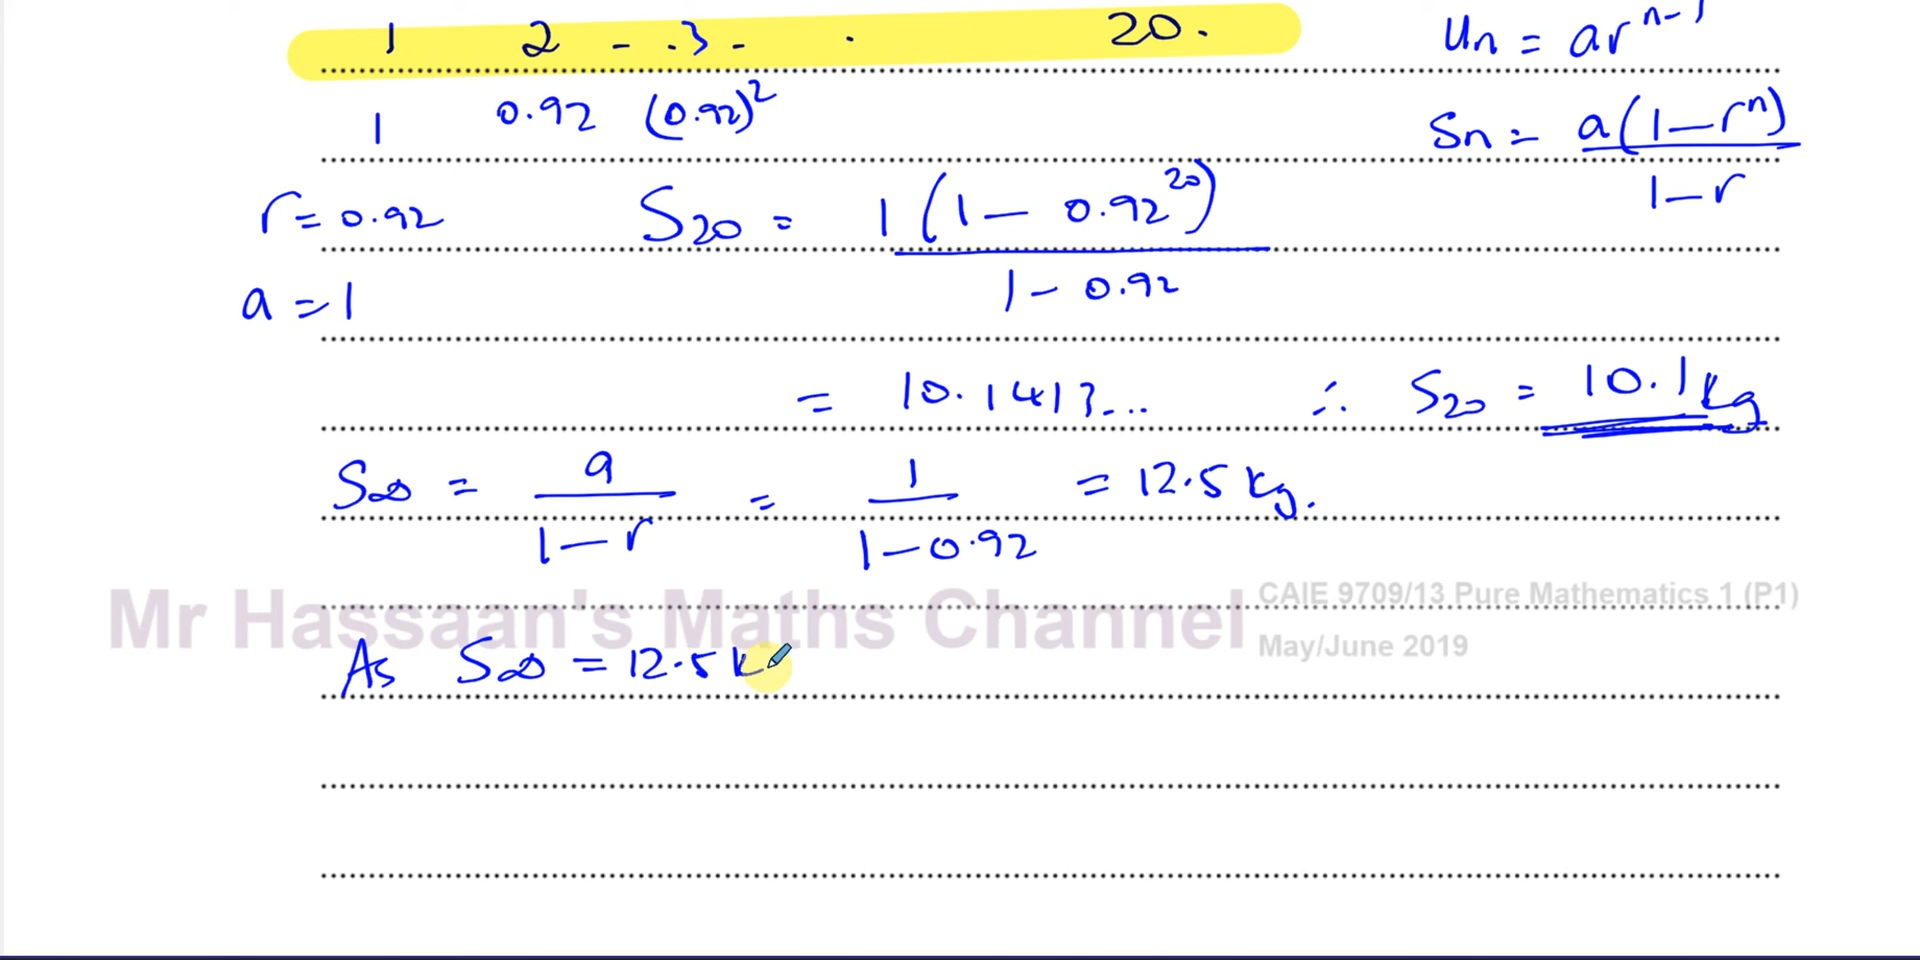 1 2 - . 3 - . 20.
Un = ar^n-1
1 0.92 (0.92)^2
Sn = a(1-r^n) / 1-r
r = 0.92
S20 = 1(1 - 0.92^20) / 1 - 0.92
a = 1
= 10.1413... ∴ S20 = 10.1kg
S∞ = a / 1-r = 1 / 1-0.92 = 12.5 kg.
Mr Hassaan's Maths Channel
CAIE 9709/13 Pure Mathematics 1 (P1)
May/June 2019
As S∞ = 12.5 k